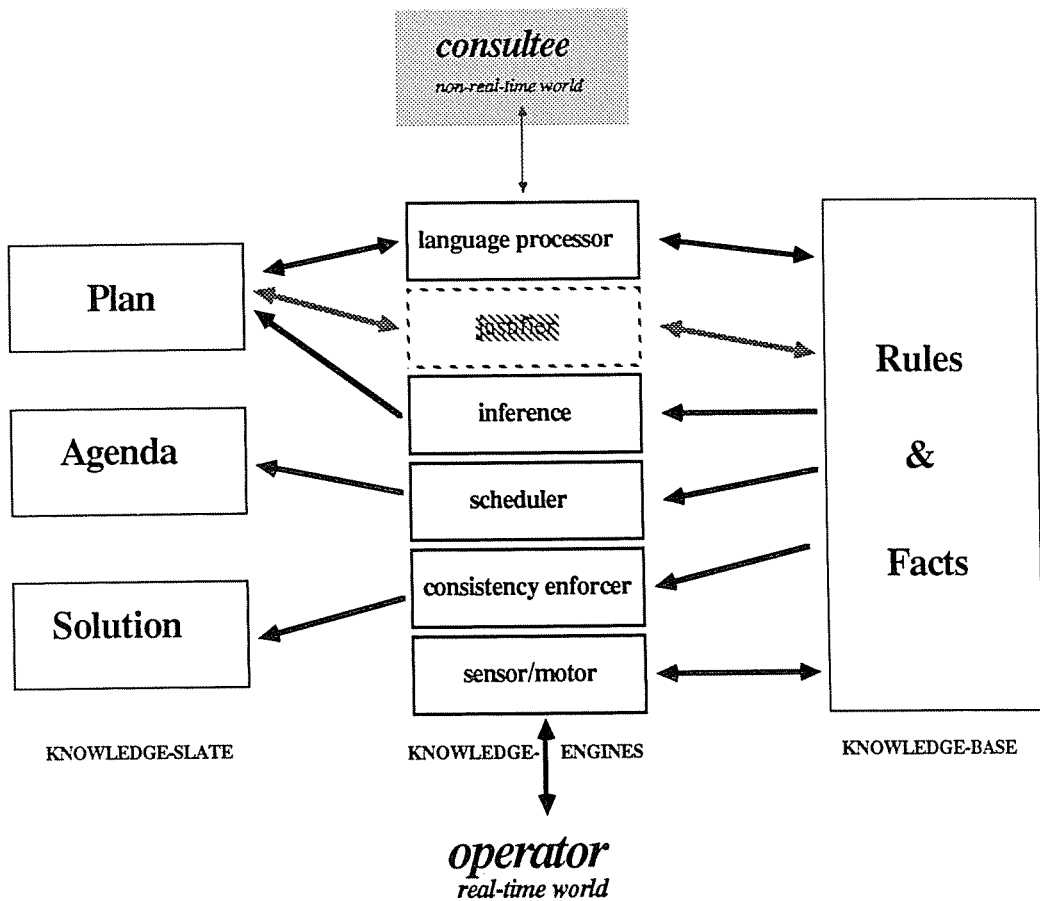 consultee
non-real-time world
language processor
Plan
justifier
Rules
inference
Agenda
&
scheduler
Facts
consistency enforcer
Solution
sensor/motor
KNOWLEDGE-SLATE
KNOWLEDGE- ENGINES
KNOWLEDGE-BASE
operator
real-time world